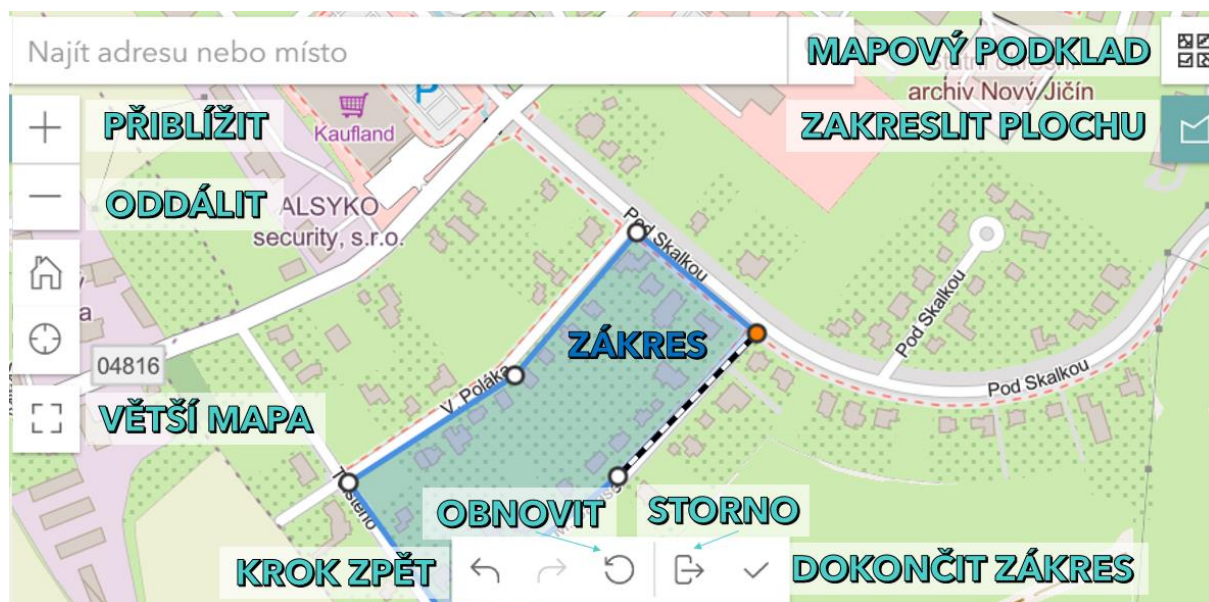 Najít adresu nebo místo
MAPOVÝ PODKLAD
archiv Nový Jičín
PŘIBLÍŽIT
Kaufland
P
ZAKRESLIT PLOCHU
ODDÁLIT
ALSYKO
security, s.r.o.
Pod Skalkou
Pod Skalkou
Pod Skalkou
ZÁKRES
04816
V. Poláka
VĚTŠÍ MAPA
OBNOVIT
STORNO
KROK ZPĚT
DOKONČIT ZÁKRES